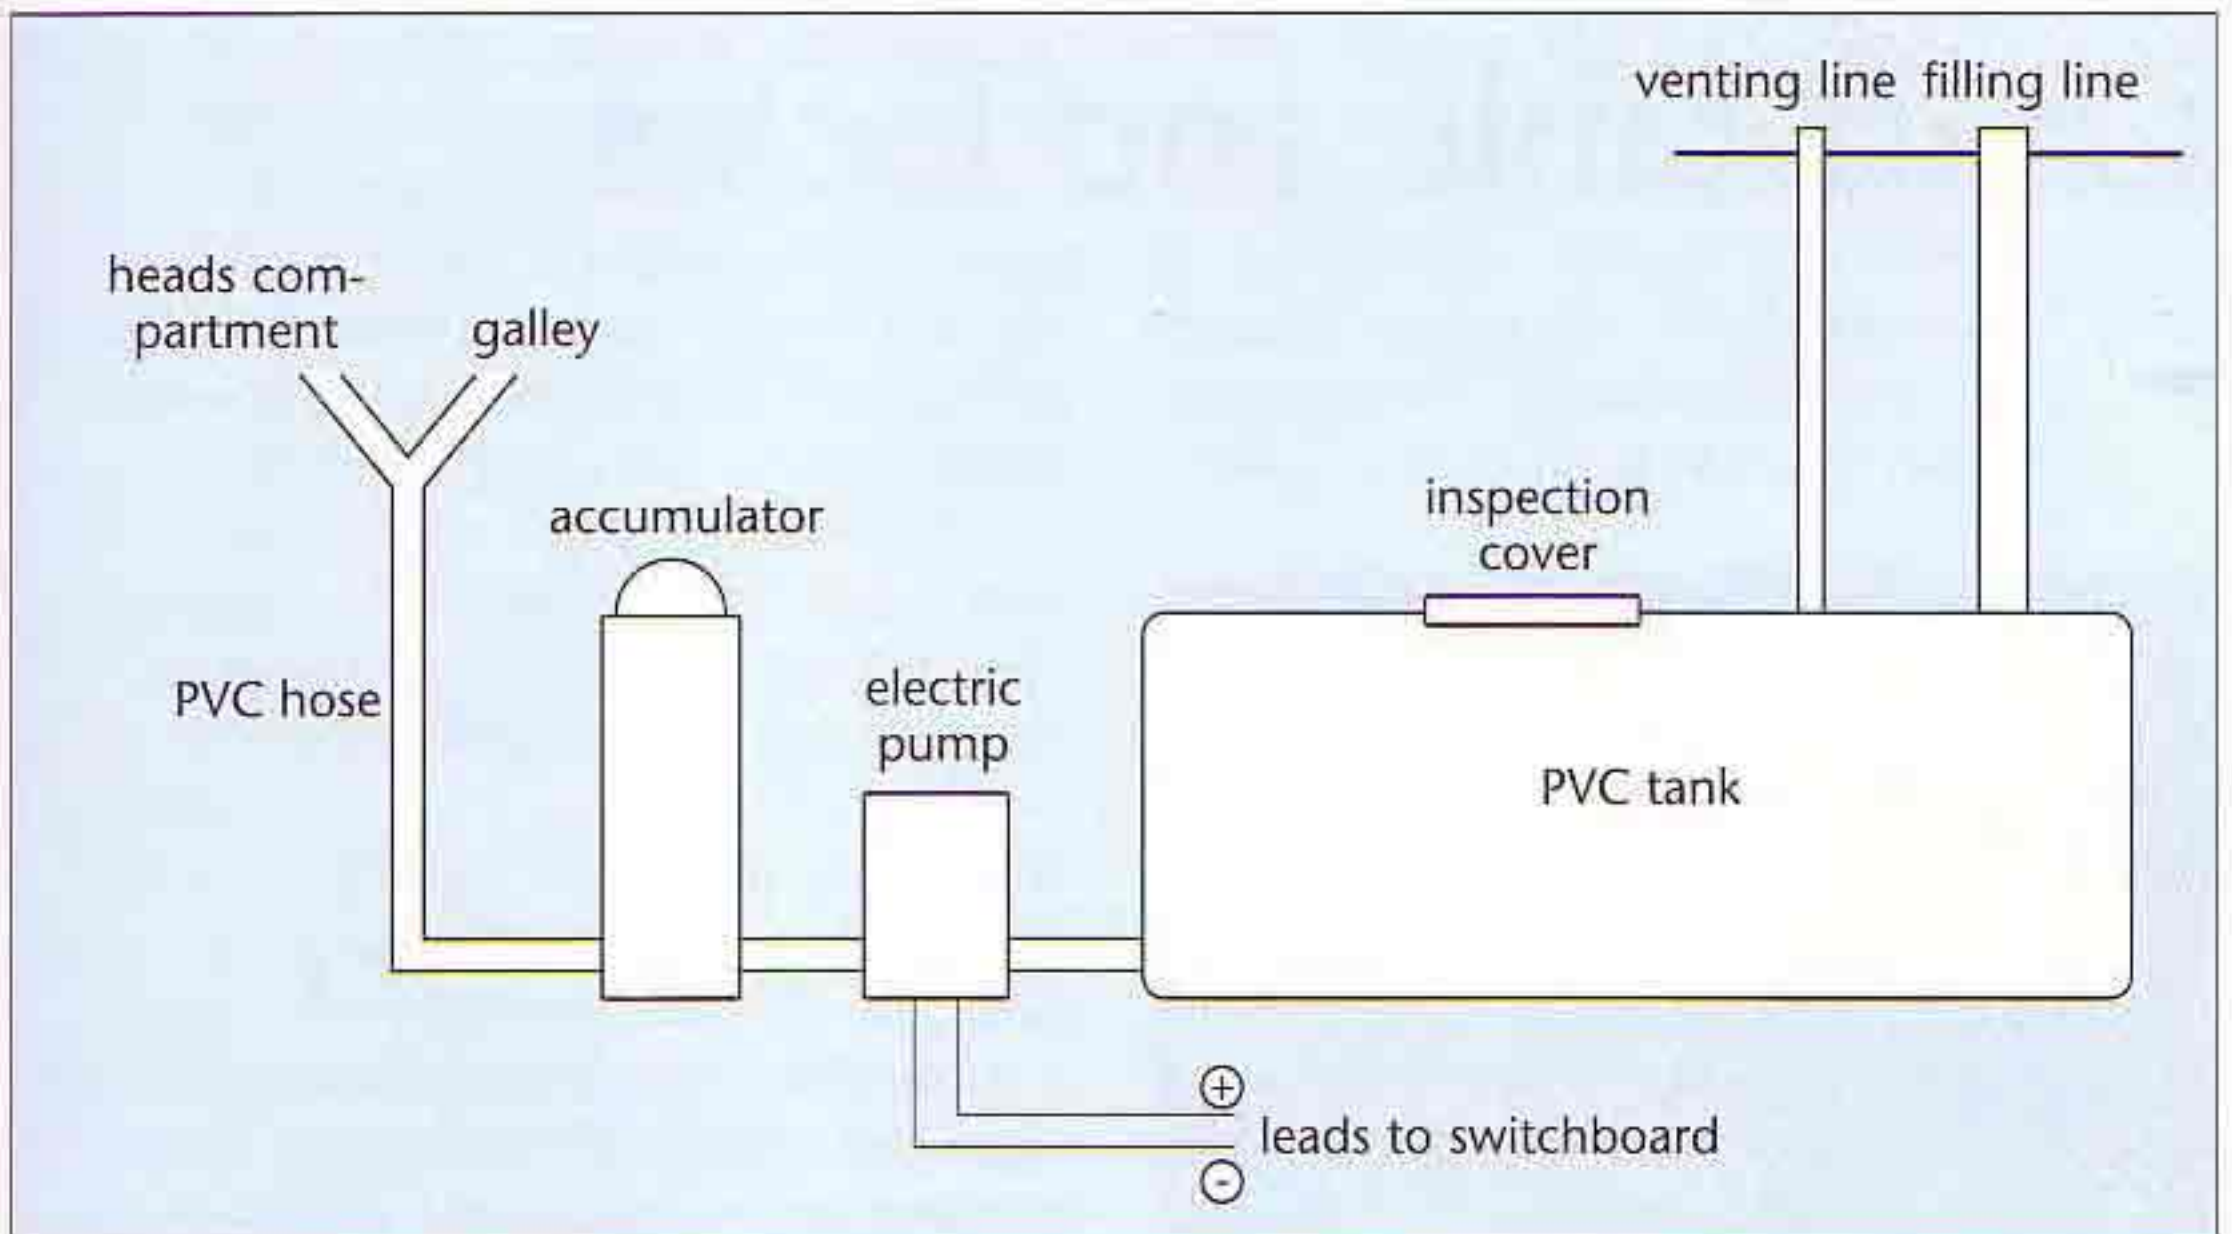 venting line filling line
heads com-
partment
galley
accumulator
inspection
cover
PVC hose
electric
pump
PVC tank
+
leads to switchboard
-